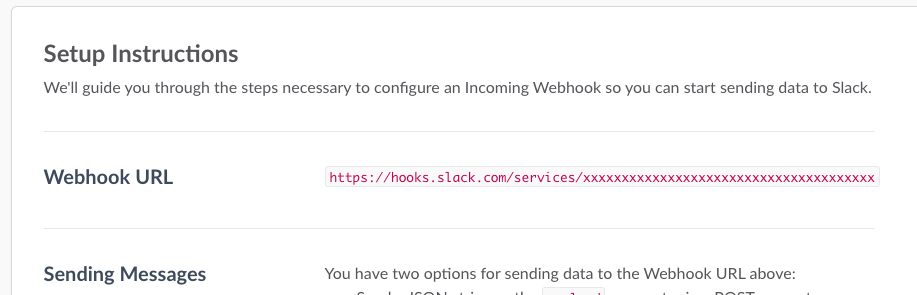 Setup Instructions
We'll guide you through the steps necessary to configure an Incoming Webhook so you can start sending data to Slack.
Webhook URL
https://hooks.slack.com/services/xxxxxxxxxxxxxxxxxxxxxxxxxxxxxxxxxxxxxx
Sending Messages
You have two options for sending data to the Webhook URL above: